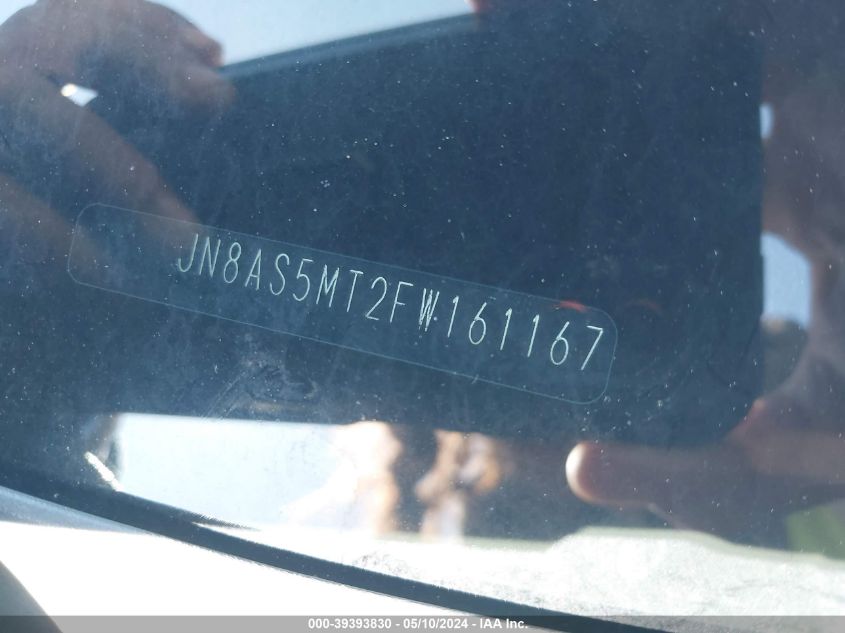 JN8AS5MT2FW161167
000-39393830 - 05/10/2024 - IAA Inc.